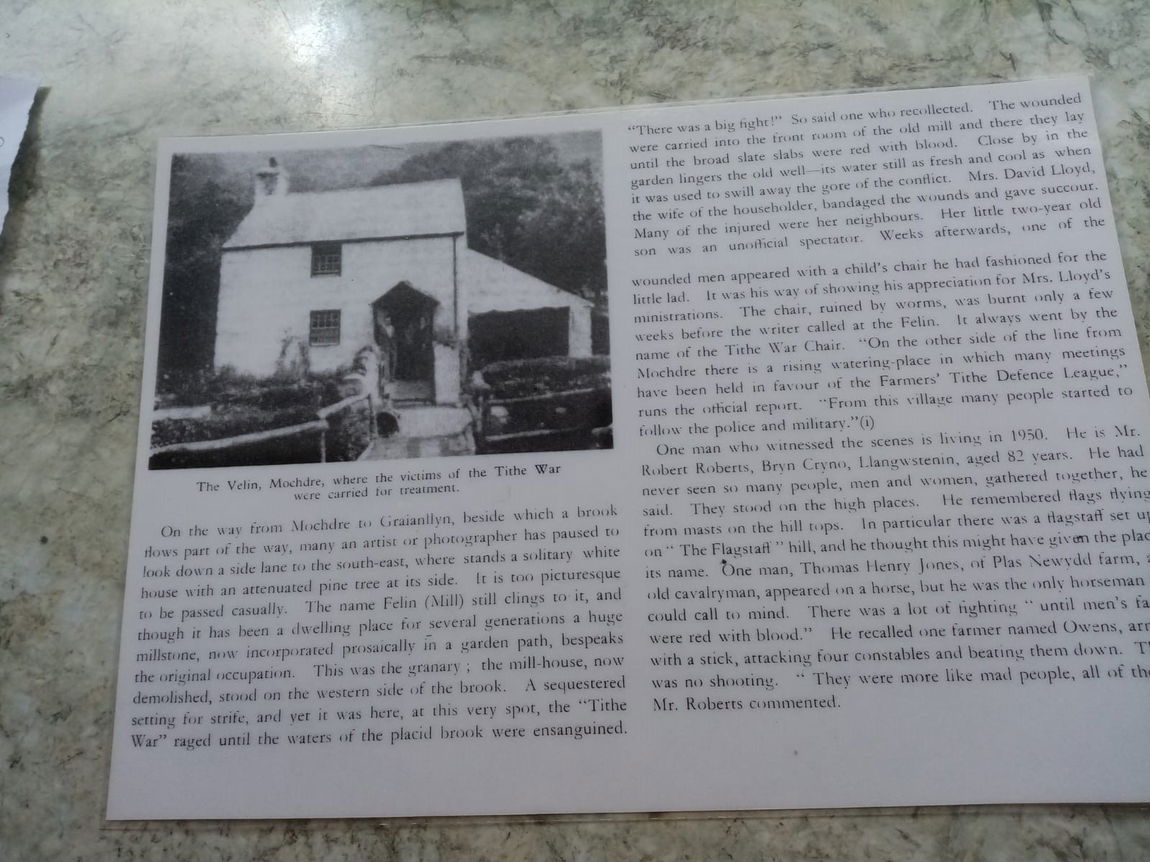 The Velin, Mochdre, where the victims of the Tithe War
were carried for treatment.
On the way from Mochdre to Graianllyn, beside which a brook
flows part of the way, many an artist or photographer has paused to
look down a side lane to the south-east, where stands a solitary white
house with an attenuated pine tree at its side. It is too picturesque
to be passed casually. The name Felin (Mill) still clings to it, and
though it has been a dwelling place for several generations a huge
millstone, now incorporated prosaically in a garden path, bespeaks
the original occupation. This was the granary ; the mill-house, now
demolished, stood on the western side of the brook. A sequestered
setting for strife, and yet it was here, at this very spot, the "Tithe
War" raged until the waters of the placid brook were ensanguined.
"There was a big fight!" So said one who recollected. The wounded
were carried into the front room of the old mill and there they lay
until the broad slate slabs were red with blood. Close by in the
garden lingers the old well—its water still as fresh and cool as when
it was used to swill away the gore of the conflict. Mrs. David Lloyd,
the wife of the householder, bandaged the wounds and gave succour.
Many of the injured were her neighbours. Her little two-year old
son was an unofficial spectator. Weeks afterwards, one of the
wounded men appeared with a child's chair he had fashioned for the
little lad. It was his way of showing his appreciation for Mrs. Lloyd's
ministrations. The chair, ruined by worms, was burnt only a few
weeks before the writer called at the Felin. It always went by the
name of the Tithe War Chair. "On the other side of the line from
Mochdre there is a rising watering-place in which many meetings
have been held in favour of the Farmers' Tithe Defence League,"
runs the official report. "From this village many people started to
follow the police and military."(i)
One man who witnessed the scenes is living in 1950. He is Mr.
Robert Roberts, Bryn Cryno, Llangwstenin, aged 82 years. He had
never seen so many people, men and women, gathered together, he
said. They stood on the high places. He remembered flags flying
from masts on the hill tops. In particular there was a flagstaff set up
on " The Flagstaff " hill, and he thought this might have given the plac
its name. One man, Thomas Henry Jones, of Plas Newydd farm, a
old cavalryman, appeared on a horse, but he was the only horseman
could call to mind. There was a lot of fighting " until men's fa
were red with blood." He recalled one farmer named Owens, arm
with a stick, attacking four constables and beating them down. T
was no shooting. " They were more like mad people, all of the
Mr. Roberts commented.